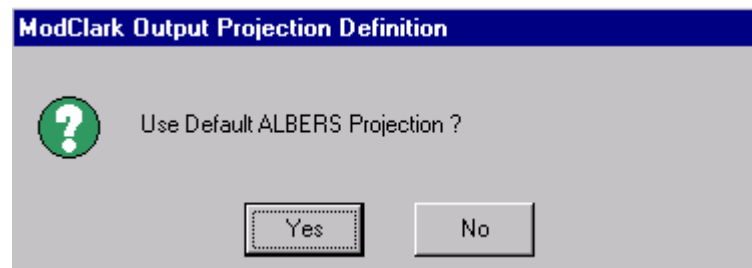 ModClark Output Projection Definition
Use Default ALBERS Projection ?
Yes No